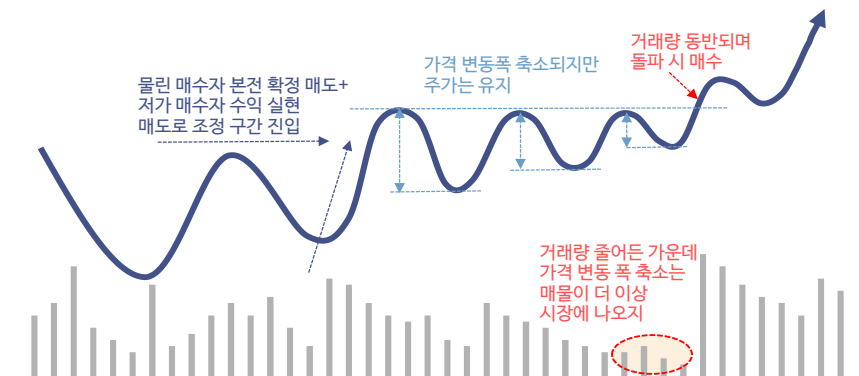 거래량 동반되며
돌파 시 매수
가격 변동폭 축소되지만
주가는 유지
물린 매수자 본전 확정 매도+
저가 매수자 수익 실현
매도로 조정 구간 진입
거래량 줄어든 가운데
가격 변동 폭 축소는
매물이 더 이상
시장에 나오지